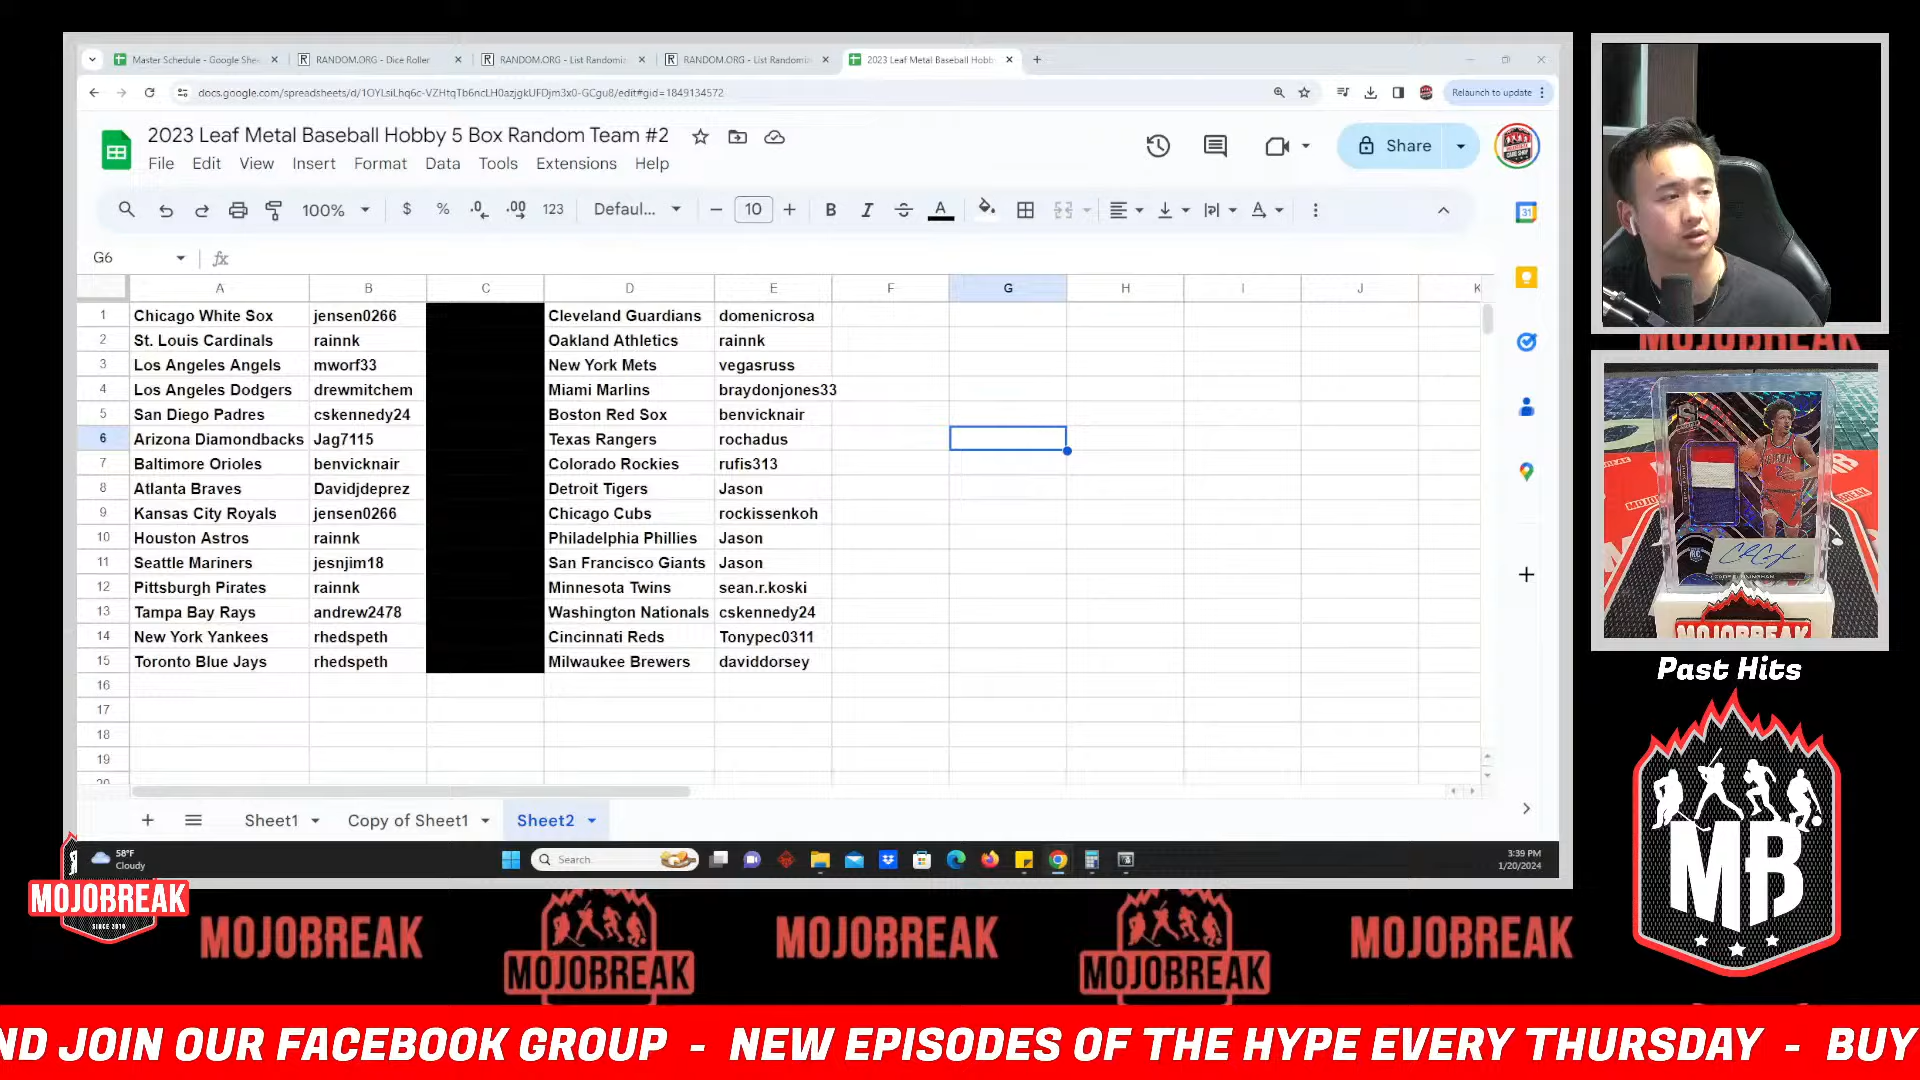 Master Schedule - Google She
RANDOM.ORG - Dice Roller
RANDOM.ORG - List Randomiz
RANDOM.ORG - List Randomiz
2023 Leaf Metal Baseball Hobb
docs.google.com/spreadsheets/d/1OYLsiLhq6c-VZHtqTb6ncLH0azjgkUFDjm3x0-GCgu8/edit#gid=1849134572
Relaunch to update
2023 Leaf Metal Baseball Hobby 5 Box Random Team #2
File Edit View Insert Format Data Tools Extensions Help
Share
100% $ % .0 .00 123 Defaul... 10 B I A
31
G6 fx
A B C D E F G H I J K
1 Chicago White Sox jensen0266 Cleveland Guardians domenicrosa
2 St. Louis Cardinals rainnk Oakland Athletics rainnk
3 Los Angeles Angels mworf33 New York Mets vegasruss
4 Los Angeles Dodgers drewmitchem Miami Marlins braydonjones33
5 San Diego Padres cskennedy24 Boston Red Sox benvicknair
6 Arizona Diamondbacks Jag7115 Texas Rangers rochadus
7 Baltimore Orioles benvicknair Colorado Rockies rufis313
8 Atlanta Braves Davidjdeprez Detroit Tigers Jason
9 Kansas City Royals jensen0266 Chicago Cubs rockissenkoh
10 Houston Astros rainnk Philadelphia Phillies Jason
11 Seattle Mariners jesnjim18 San Francisco Giants Jason
12 Pittsburgh Pirates rainnk Minnesota Twins sean.r.koski
13 Tampa Bay Rays andrew2478 Washington Nationals cskennedy24
14 New York Yankees rhedspeth Cincinnati Reds Tonypec0311
15 Toronto Blue Jays rhedspeth Milwaukee Brewers daviddorsey
16
17
18
19
20
Sheet1 Copy of Sheet1 Sheet2
58°F
Cloudy
Search
3:39 PM
1/20/2024
MOJOBREAK
Past Hits
MB
MOJOBREAK
SINCE 2010
MOJOBREAK MOJOBREAK MOJOBREAK MOJOBREAK MOJOBREAK
ND JOIN OUR FACEBOOK GROUP - NEW EPISODES OF THE HYPE EVERY THURSDAY - BUY